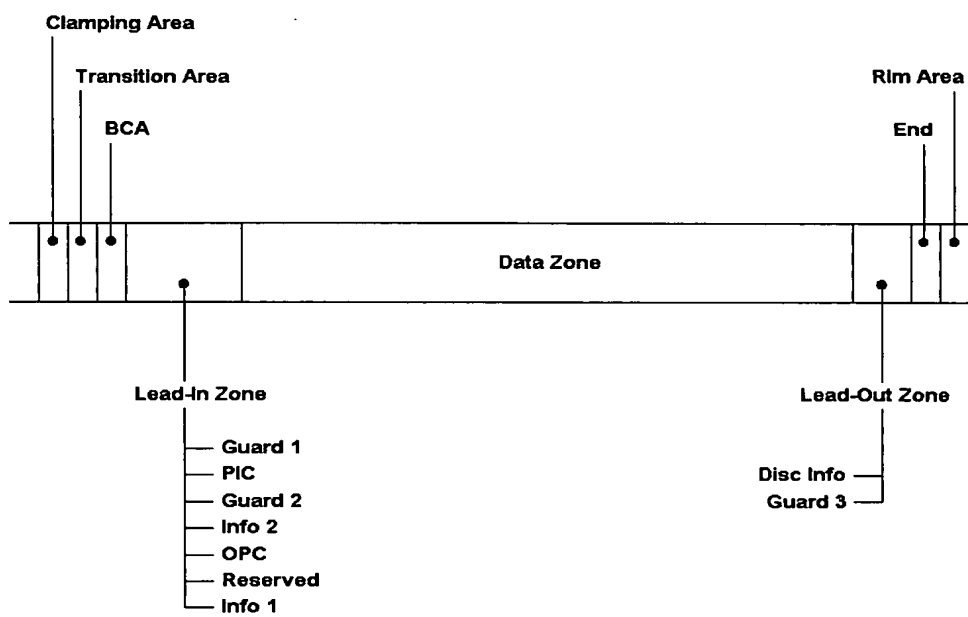 Clamping Area
Transition Area
Rim Area
BCA
End
Data Zone
Lead-In Zone
Lead-Out Zone
Guard 1
PIC
Disc Info
Guard 2
Guard 3
Info 2
OPC
Reserved
Info 1